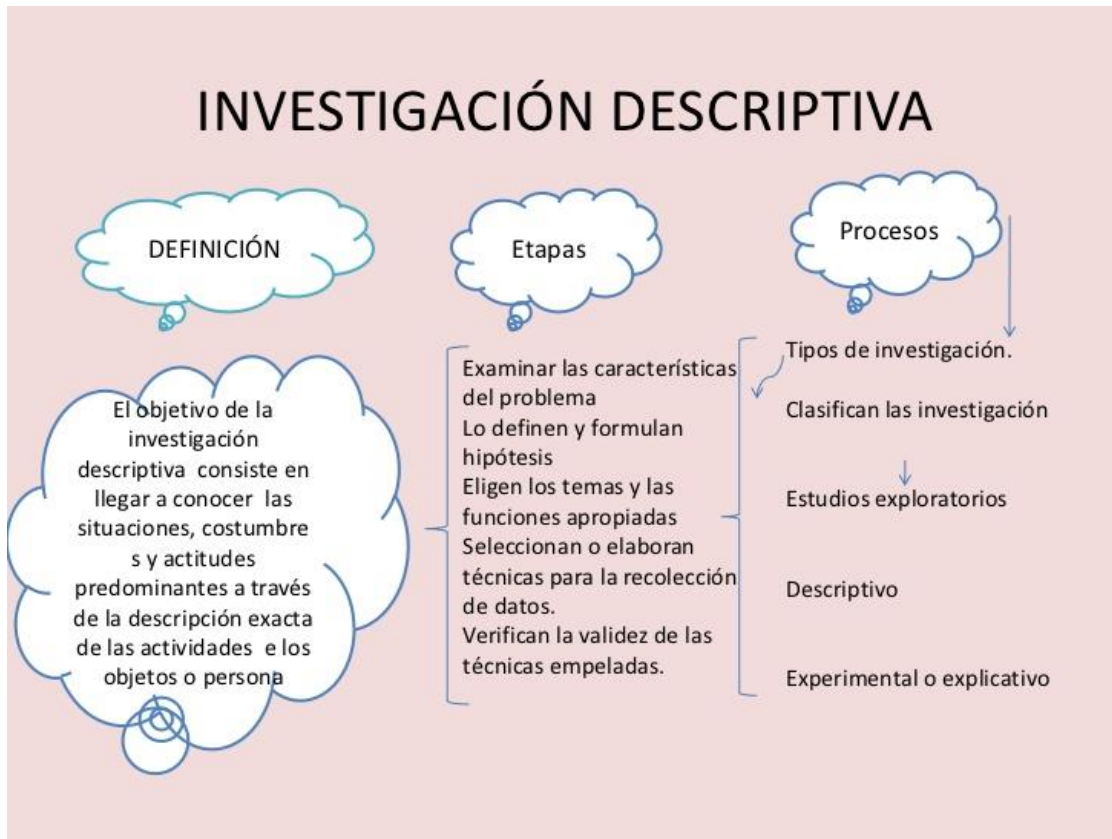 INVESTIGACIÓN DESCRIPTIVA
DEFINICIÓN
El objetivo de la
investigación
descriptiva consiste en
llegar a conocer las
situaciones, costumbre
s y actitudes
predominantes a través
de la descripción exacta
de las actividades e los
objetos o persona
Etapas
Examinar las características
del problema
Lo definen y formulan
hipótesis
Eligen los temas y las
funciones apropiadas
Seleccionan o elaboran
técnicas para la recolección
de datos.
Verifican la validez de las
técnicas empeladas.
Procesos
Tipos de investigación.
Clasifican las investigación
Estudios exploratorios
Descriptivo
Experimental o explicativo